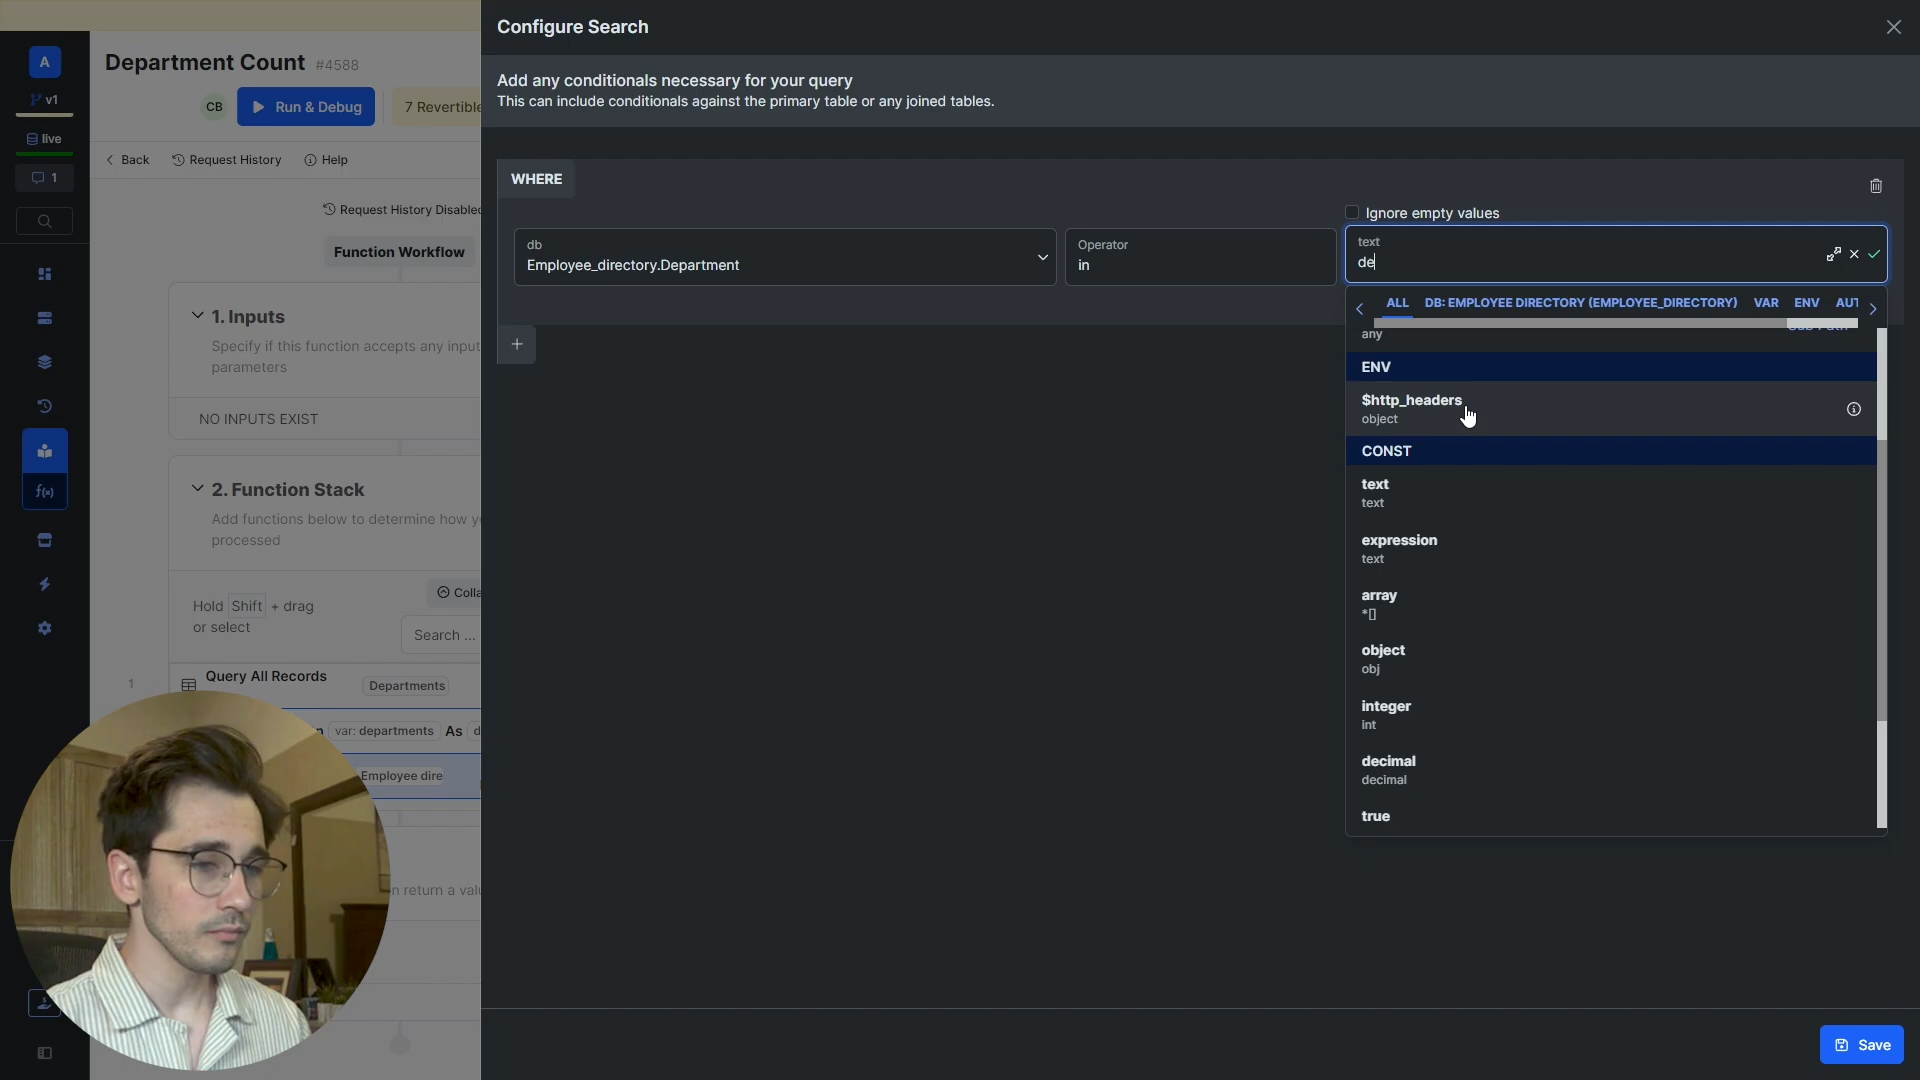 A
v1
live
1
Department Count #4588
CB
Run & Debug
7 Revertible
Back
Request History
Help
Request History Disabled
Function Workflow
1. Inputs
Specify if this function accepts any input
parameters
NO INPUTS EXIST
2. Function Stack
Add functions below to determine how y
processed
Colla
Hold Shift + drag
or select
Search ...
1
Query All Records
Departments
n var: departments As d
Employee dire
n return a valu
Configure Search
Add any conditionals necessary for your query
This can include conditionals against the primary table or any joined tables.
WHERE
Ignore empty values
db
Employee_directory.Department
Operator
in
text
de
ALL DB: EMPLOYEE DIRECTORY (EMPLOYEE_DIRECTORY) VAR ENV AUT
any
ENV
$http_headers
object
CONST
text
text
expression
text
array
*[]
object
obj
integer
int
decimal
decimal
true
Save